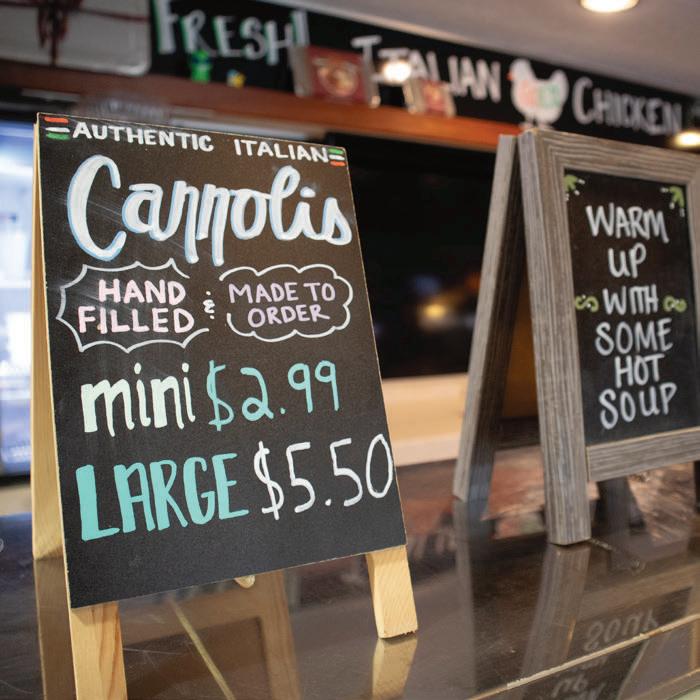 FRESH! ITALIAN CHICKEN
AUTHENTIC ITALIAN
Cannolis
HAND FILLED & MADE TO ORDER
mini $2.99
LARGE $5.50
WARM
UP
WITH
SOME
HOT
SOUP